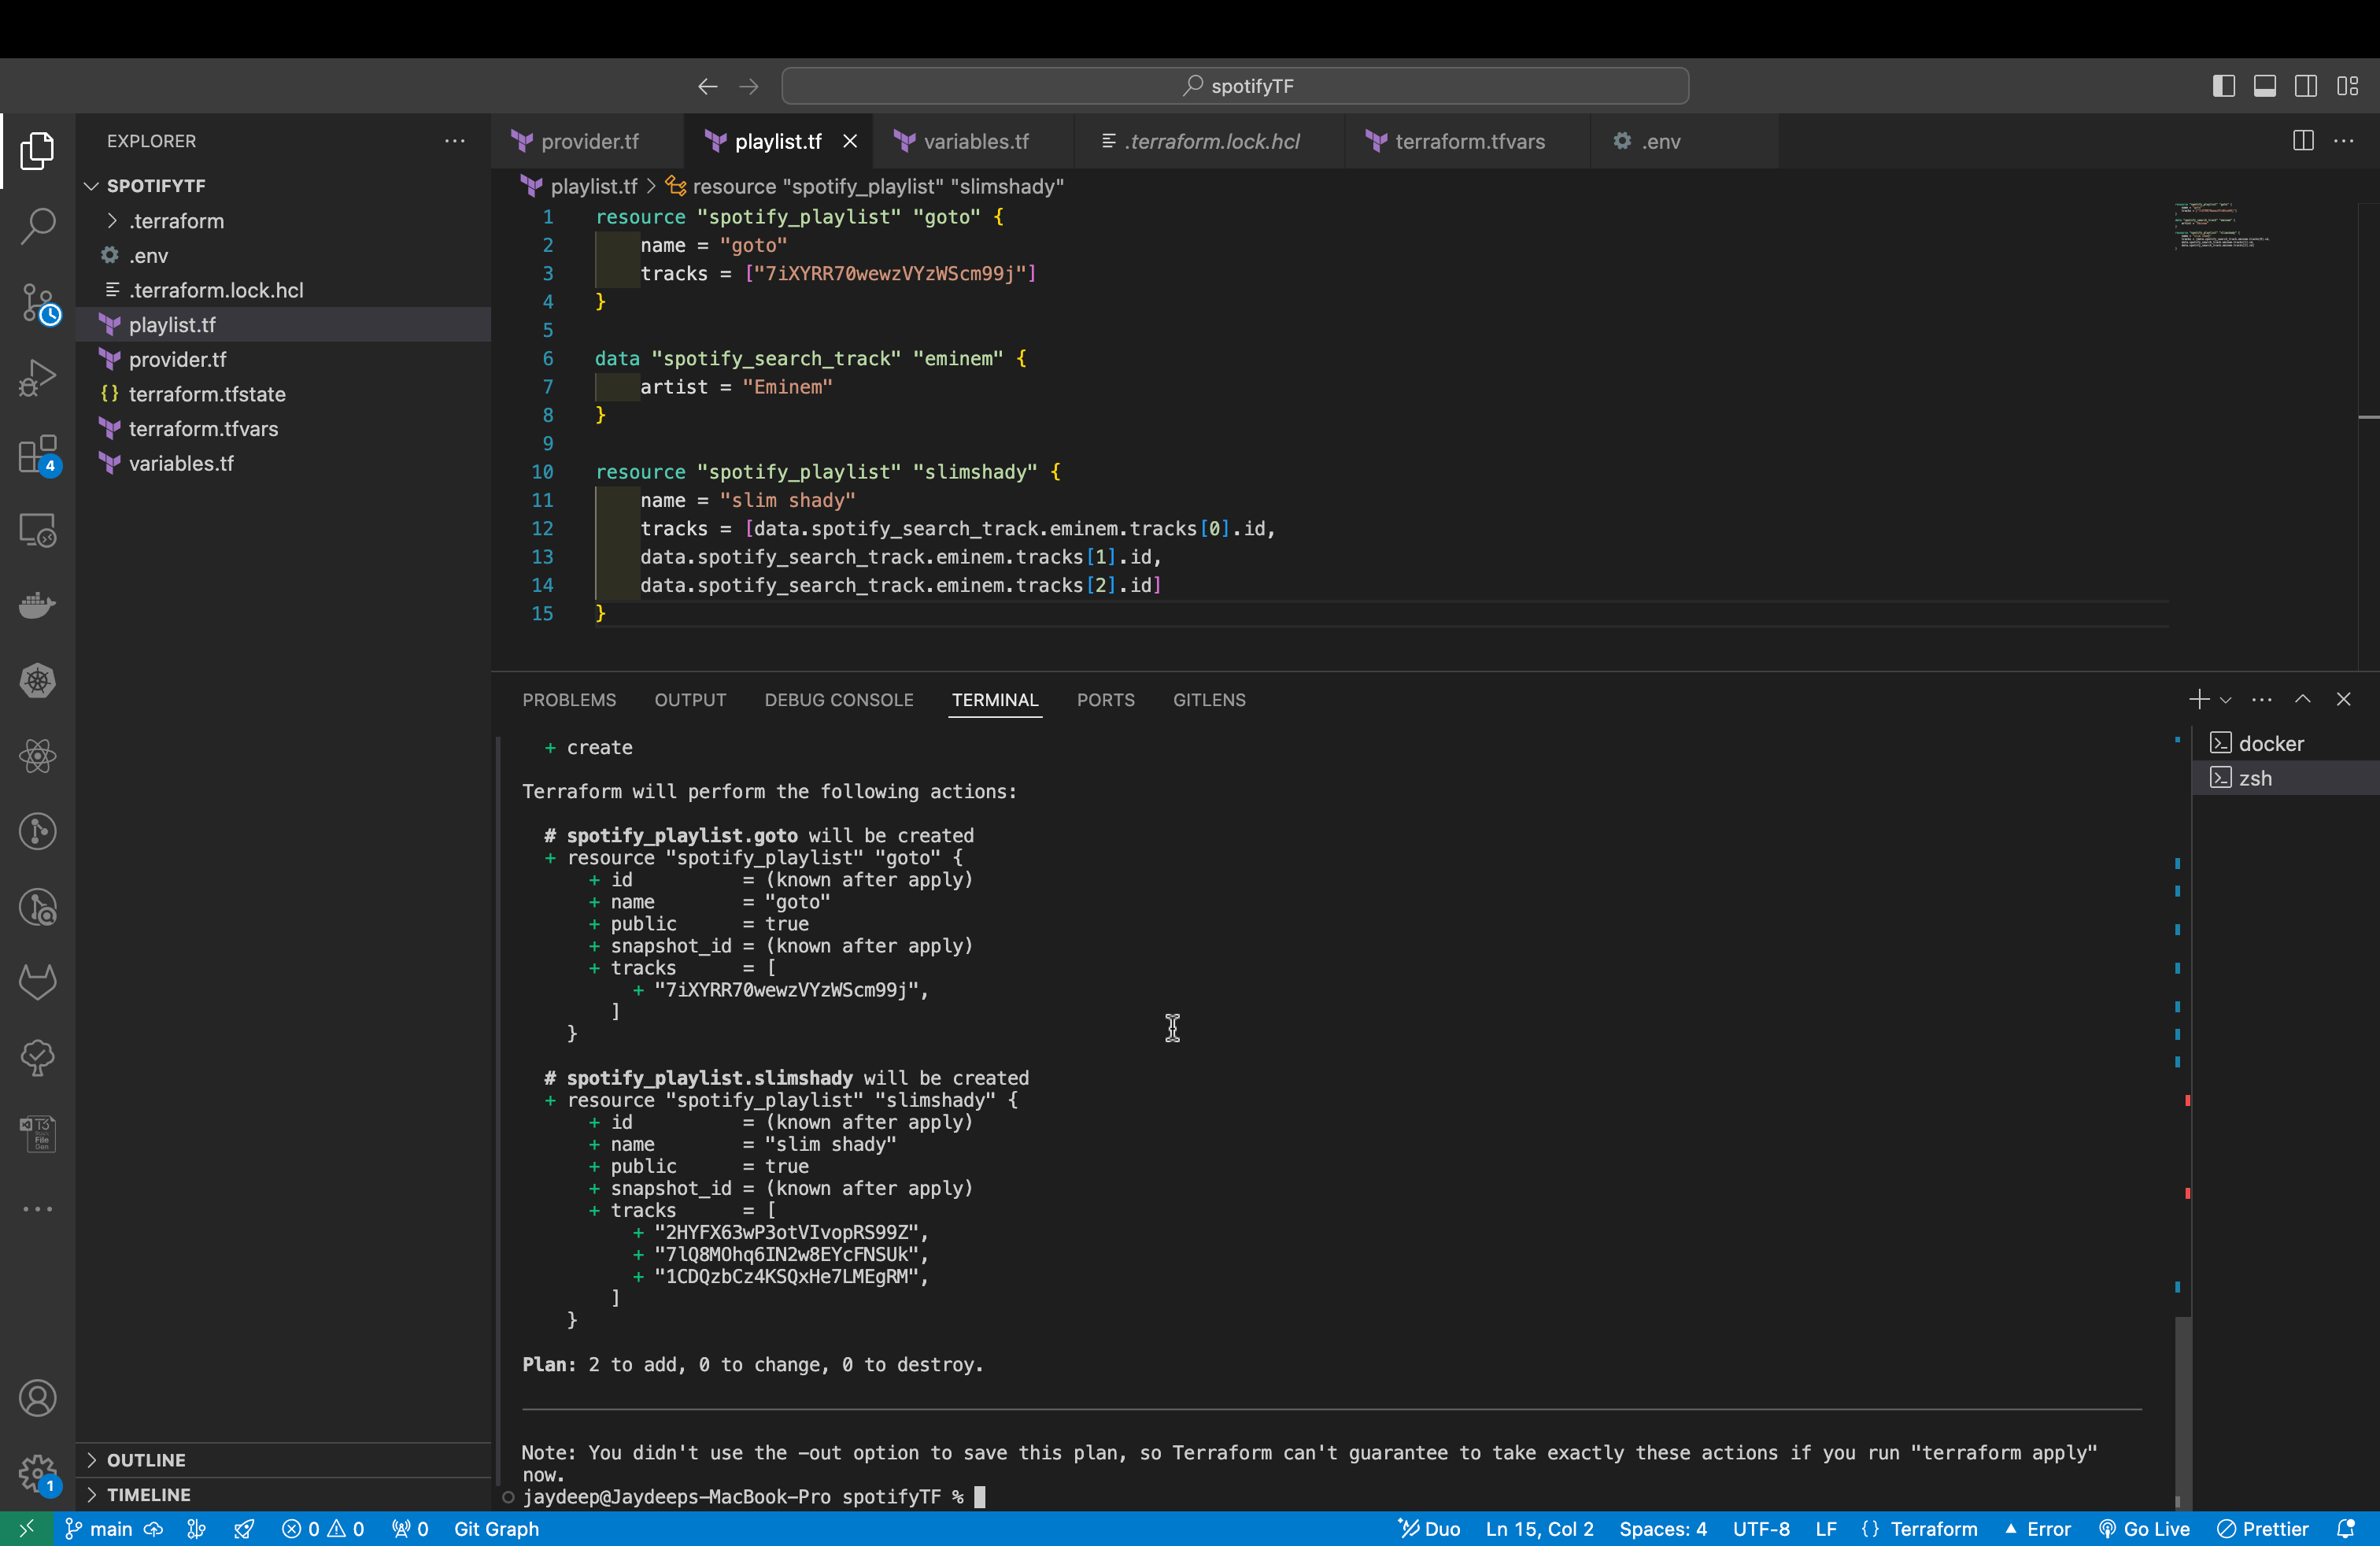 spotifyTF
EXPLORER
provider.tf
playlist.tf
variables.tf
.terraform.lock.hcl
terraform.tfvars
.env
SPOTIFYTF
.terraform
.env
.terraform.lock.hcl
playlist.tf
provider.tf
terraform.tfstate
terraform.tfvars
variables.tf
OUTLINE
TIMELINE
4
1
T3
File
Gen
playlist.tf > resource "spotify_playlist" "slimshady"
1 resource "spotify_playlist" "goto" {
2 name = "goto"
3 tracks = ["7iXYRR70wewzVYzWScm99j"]
4 }
5
6 data "spotify_search_track" "eminem" {
7 artist = "Eminem"
8 }
9
10 resource "spotify_playlist" "slimshady" {
11 name = "slim shady"
12 tracks = [data.spotify_search_track.eminem.tracks[0].id,
13 data.spotify_search_track.eminem.tracks[1].id,
14 data.spotify_search_track.eminem.tracks[2].id]
15 }
PROBLEMS OUTPUT DEBUG CONSOLE TERMINAL PORTS GITLENS
docker
zsh
+ create
Terraform will perform the following actions:
# spotify_playlist.goto will be created
+ resource "spotify_playlist" "goto" {
+ id = (known after apply)
+ name = "goto"
+ public = true
+ snapshot_id = (known after apply)
+ tracks = [
+ "7iXYRR70wewzVYzWScm99j",
]
}
# spotify_playlist.slimshady will be created
+ resource "spotify_playlist" "slimshady" {
+ id = (known after apply)
+ name = "slim shady"
+ public = true
+ snapshot_id = (known after apply)
+ tracks = [
+ "2HYFX63wP3otVIvopRS99Z",
+ "7lQ8MOhq6IN2w8EYcFNSUk",
+ "1CDQzbCz4KSQxHe7LMEgRM",
]
}
Plan: 2 to add, 0 to change, 0 to destroy.
Note: You didn't use the -out option to save this plan, so Terraform can't guarantee to take exactly these actions if you run "terraform apply"
now.
jaydeep@Jaydeeps-MacBook-Pro spotifyTF %
main 0 0 0 Git Graph Duo Ln 15, Col 2 Spaces: 4 UTF-8 LF {} Terraform Error Go Live Prettier